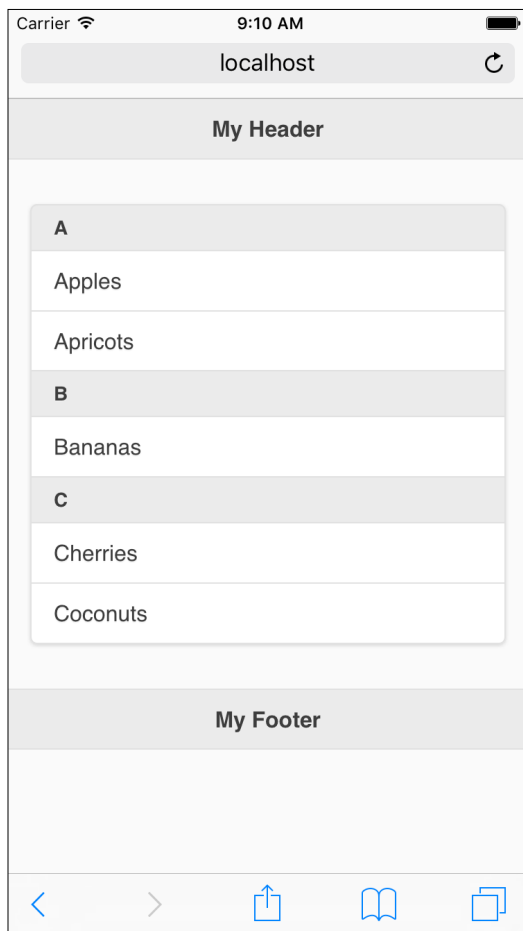 Carrier 9:10 AM
localhost
My Header
A
Apples
Apricots
B
Bananas
C
Cherries
Coconuts
My Footer